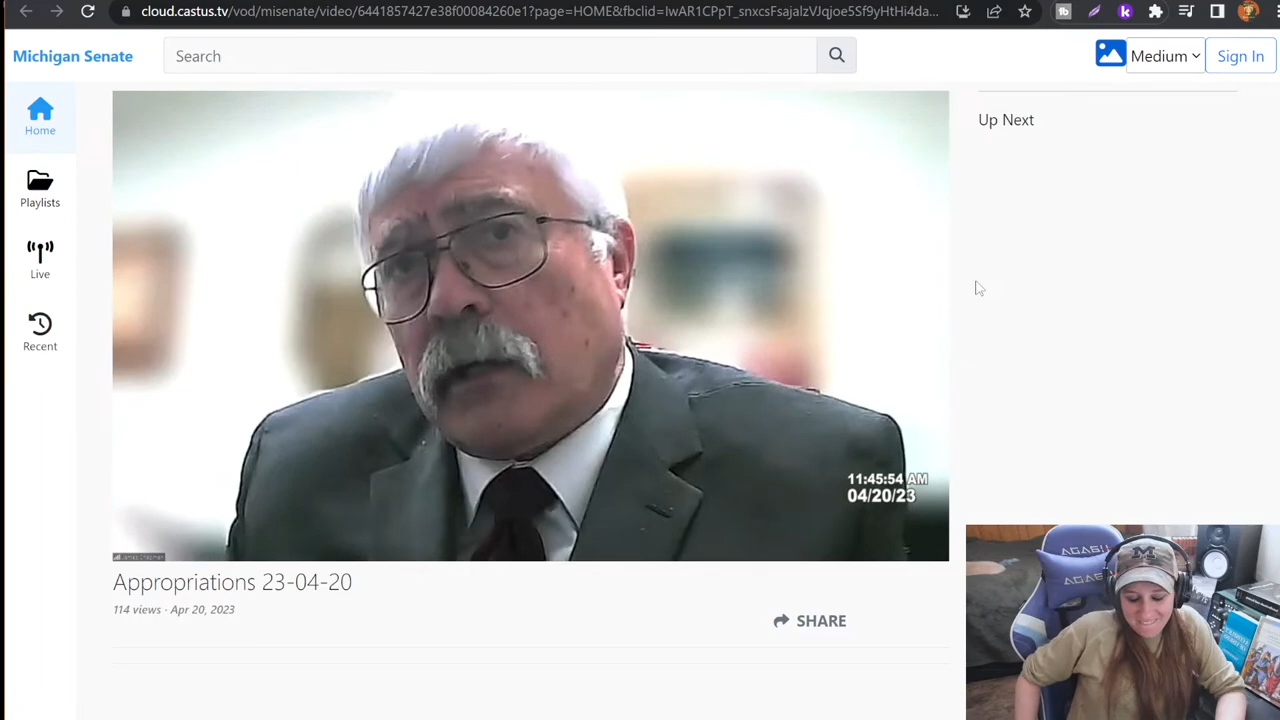 cloud.castus.tv/vod/misenate/video/6441857427e38f00084260e1?page=HOME&fbclid=IwAR1CPpT_snxcsFsajalzVJqjoe5Sf9yHtHi4da...
Michigan Senate
Search
Medium
Sign In
Home
Playlists
Live
Recent
Up Next
11:45:54 AM
04/20/23
James Chapman
Appropriations 23-04-20
114 views · Apr 20, 2023
SHARE
M